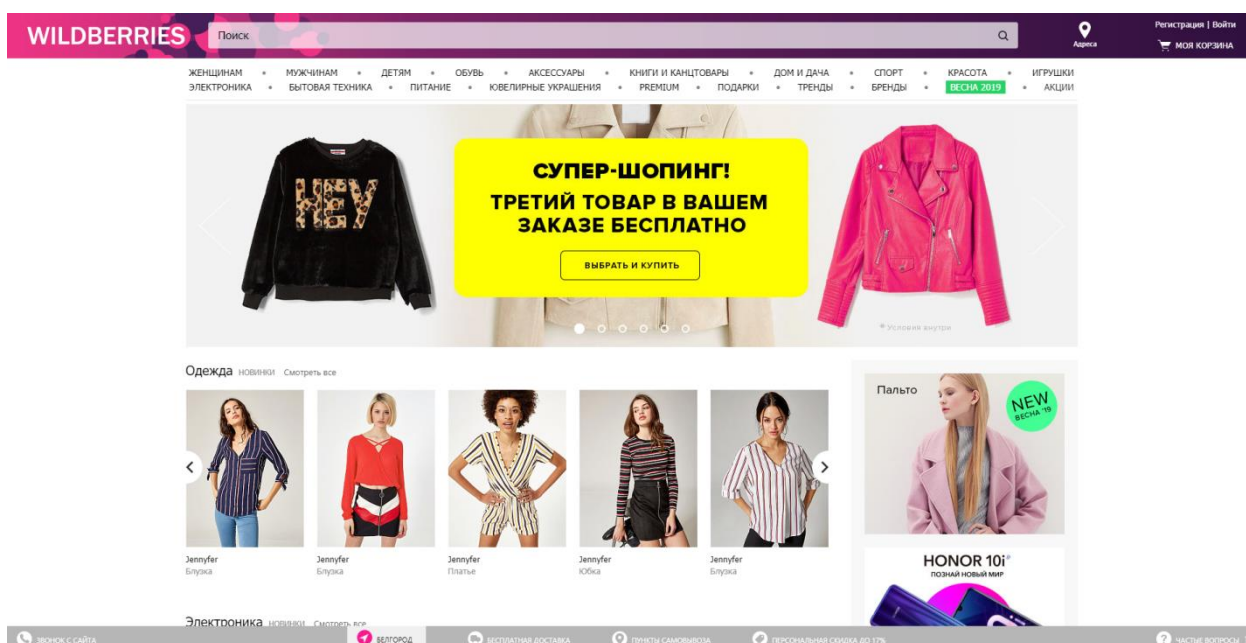 WILDBERRIES
Поиск
Адреса
Регистрация | Войти
МОЯ КОРЗИНА
ЖЕНЩИНАМ • МУЖЧИНАМ • ДЕТЯМ • ОБУВЬ • АКСЕССУАРЫ • КНИГИ И КАНЦТОВАРЫ • ДОМ И ДАЧА • СПОРТ • КРАСОТА • ИГРУШКИ
ЭЛЕКТРОНИКА • БЫТОВАЯ ТЕХНИКА • ПИТАНИЕ • ЮВЕЛИРНЫЕ УКРАШЕНИЯ • PREMIUM • ПОДАРКИ • ТРЕНДЫ • БРЕНДЫ • ВЕСНА 2019 • АКЦИИ
HEY
СУПЕР-ШОПИНГ!
ТРЕТИЙ ТОВАР В ВАШЕМ
ЗАКАЗЕ БЕСПЛАТНО
ВЫБРАТЬ И КУПИТЬ
* Условия внутри
Одежда НОВИНКИ Смотреть все
Jennyfer
Блузка
Jennyfer
Блузка
Jennyfer
Платье
Jennyfer
Юбка
Jennyfer
Блузка
Пальто
NEW
ВЕСНА '19
HONOR 10i
ПОЗНАЙ НОВЫЙ МИР
Электроника НОВИНКИ Смотреть все
ЗВОНОК С САЙТА
БЕЛГОРОД
БЕСПЛАТНАЯ ДОСТАВКА
ПУНКТЫ САМОВЫВОЗА
ПЕРСОНАЛЬНАЯ СКИДКА ДО 17%
ЧАСТЫЕ ВОПРОСЫ